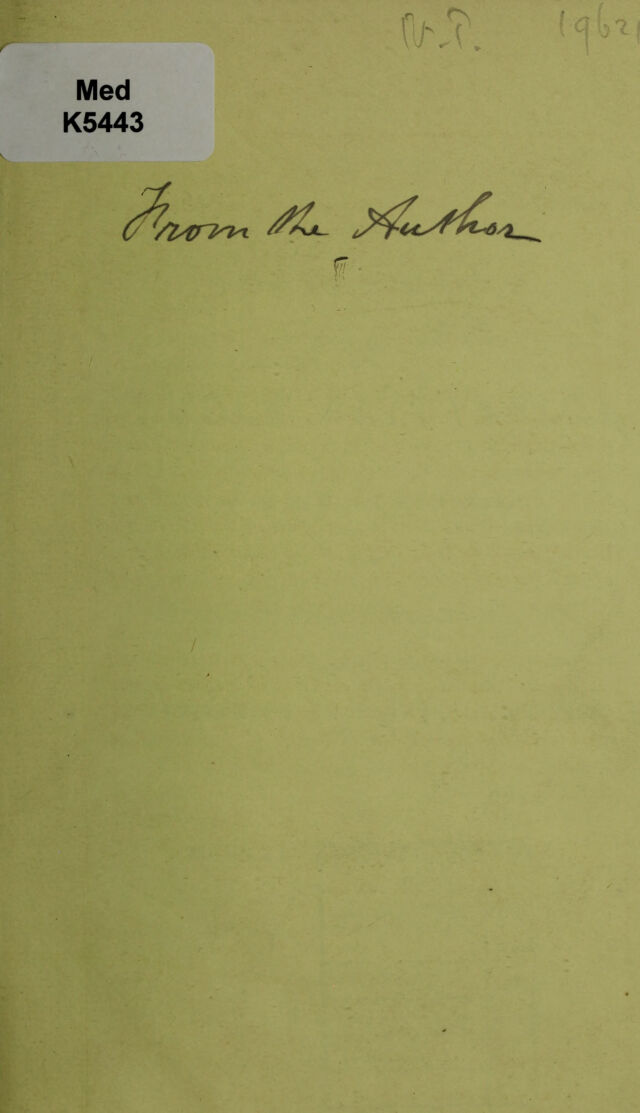 N.T.
Med
K5443
From the Author